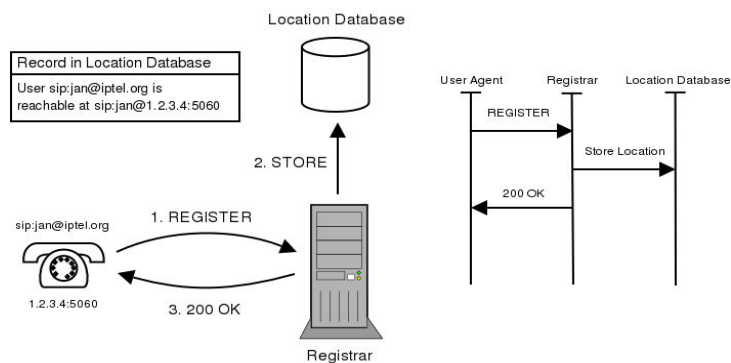 Location Database
Record in Location Database
User sip:jan@iptel.org is
reachable at sip:jan@1.2.3.4:5060
2. STORE
sip:jan@iptel.org
1. REGISTER
1.2.3.4:5060
3. 200 OK
Registrar
User Agent
Registrar
Location Database
REGISTER
Store Location
200 OK